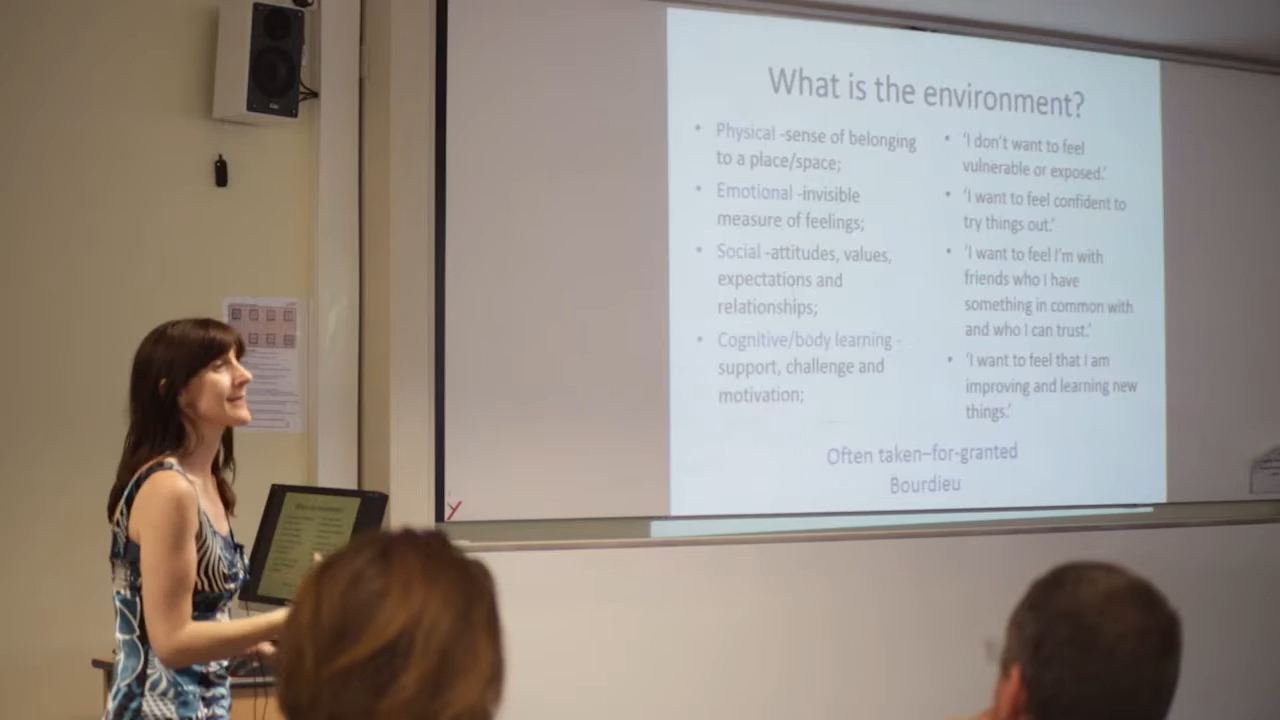 What is the environment?
• Physical -sense of belonging
to a place/space;
• Emotional -invisible
measure of feelings;
• Social -attitudes, values,
expectations and
relationships;
• Cognitive/body learning -
support, challenge and
motivation;
• 'I don't want to feel
vulnerable or exposed.'
• 'I want to feel confident to
try things out.'
• 'I want to feel I'm with
friends who I have
something in common with
and who I can trust.'
• 'I want to feel that I am
improving and learning new
things.'
Often taken–for-granted
Bourdieu
y